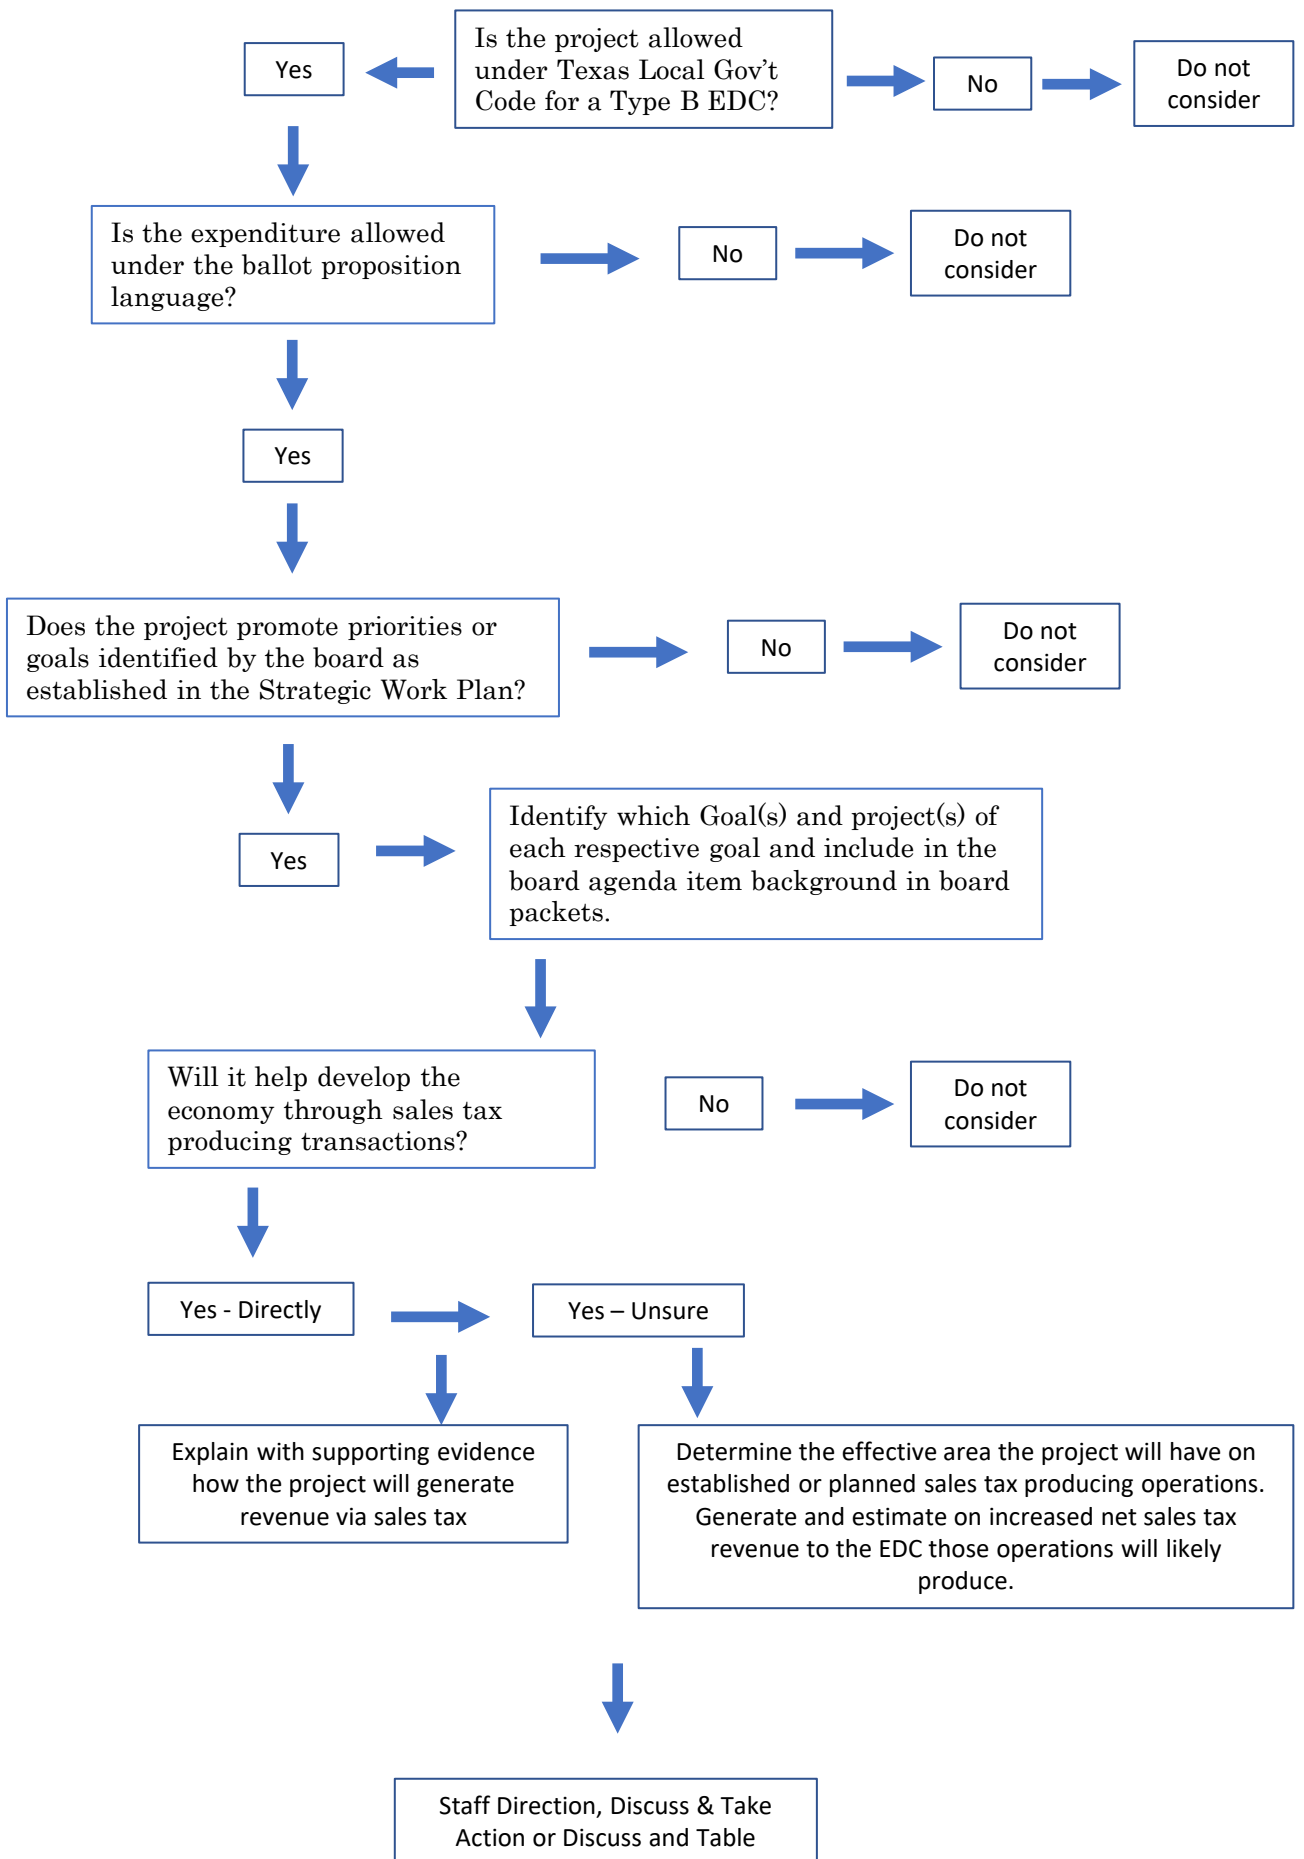 Is the project allowed
under Texas Local Gov't
Code for a Type B EDC?
Yes
No
Do not
consider
Is the expenditure allowed
under the ballot proposition
language?
No
Do not
consider
Yes
Does the project promote priorities or
goals identified by the board as
established in the Strategic Work Plan?
No
Do not
consider
Yes
Identify which Goal(s) and project(s) of
each respective goal and include in the
board agenda item background in board
packets.
Will it help develop the
economy through sales tax
producing transactions?
No
Do not
consider
Yes - Directly
Yes – Unsure
Explain with supporting evidence
how the project will generate
revenue via sales tax
Determine the effective area the project will have on
established or planned sales tax producing operations.
Generate and estimate on increased net sales tax
revenue to the EDC those operations will likely
produce.
Staff Direction, Discuss & Take
Action or Discuss and Table